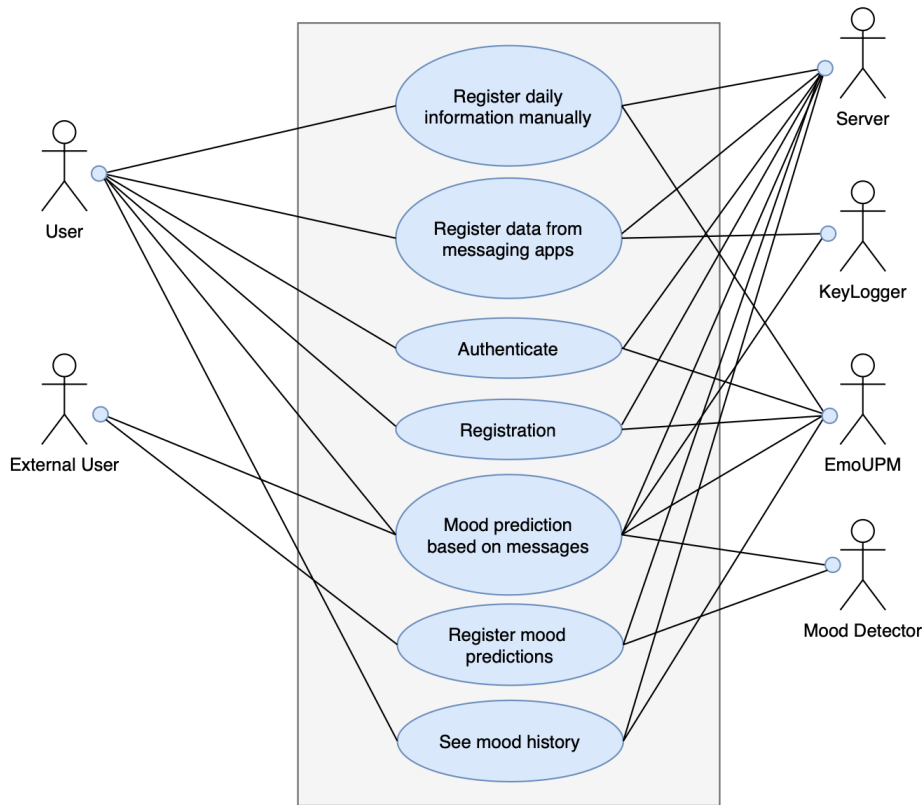 Register daily
information manually
Server
User
Register data from
messaging apps
KeyLogger
Authenticate
External User
Registration
EmoUPM
Mood prediction
based on messages
Mood Detector
Register mood
predictions
See mood history